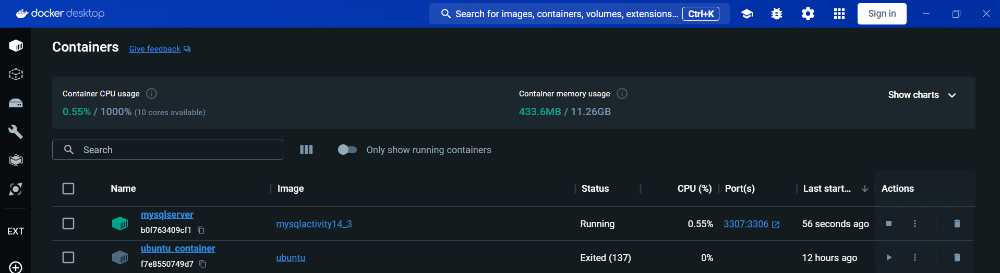 docker desktop
Search for images, containers, volumes, extensions... Ctrl+K
Sign in
Containers
Give feedback
Container CPU usage
0.55% / 1000% (10 cores available)
Container memory usage
433.6MB / 11.26GB
Show charts
Search
Only show running containers
Name Image Status CPU (%) Port(s) Last start... Actions
mysqlserver
b0f763409cf1
mysqlactivity14_3 Running 0.55% 3307:3306 56 seconds ago
EXT
ubuntu_container
f7e8550749d7
ubuntu Exited (137) 0% 12 hours ago